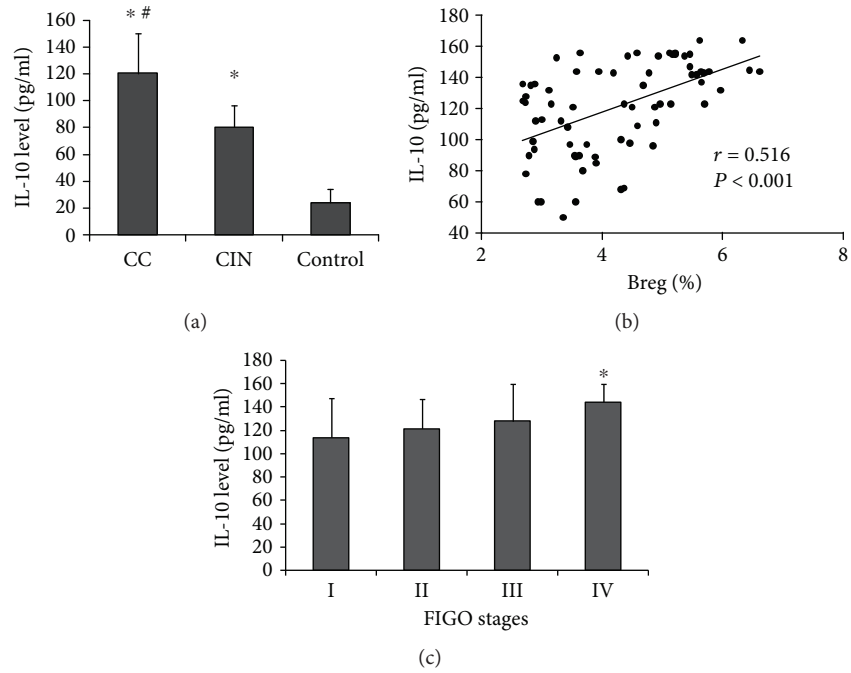 IL-10 level (pg/ml)
160
140
120
100
80
60
40
20
0
* #
*
CC
CIN
Control
(a)
IL-10 (pg/ml)
180
160
140
120
100
80
60
40
r = 0.516
P < 0.001
2
4
6
8
Breg (%)
(b)
IL-10 level (pg/ml)
180
160
140
120
100
80
60
40
20
0
*
I
II
III
IV
FIGO stages
(c)